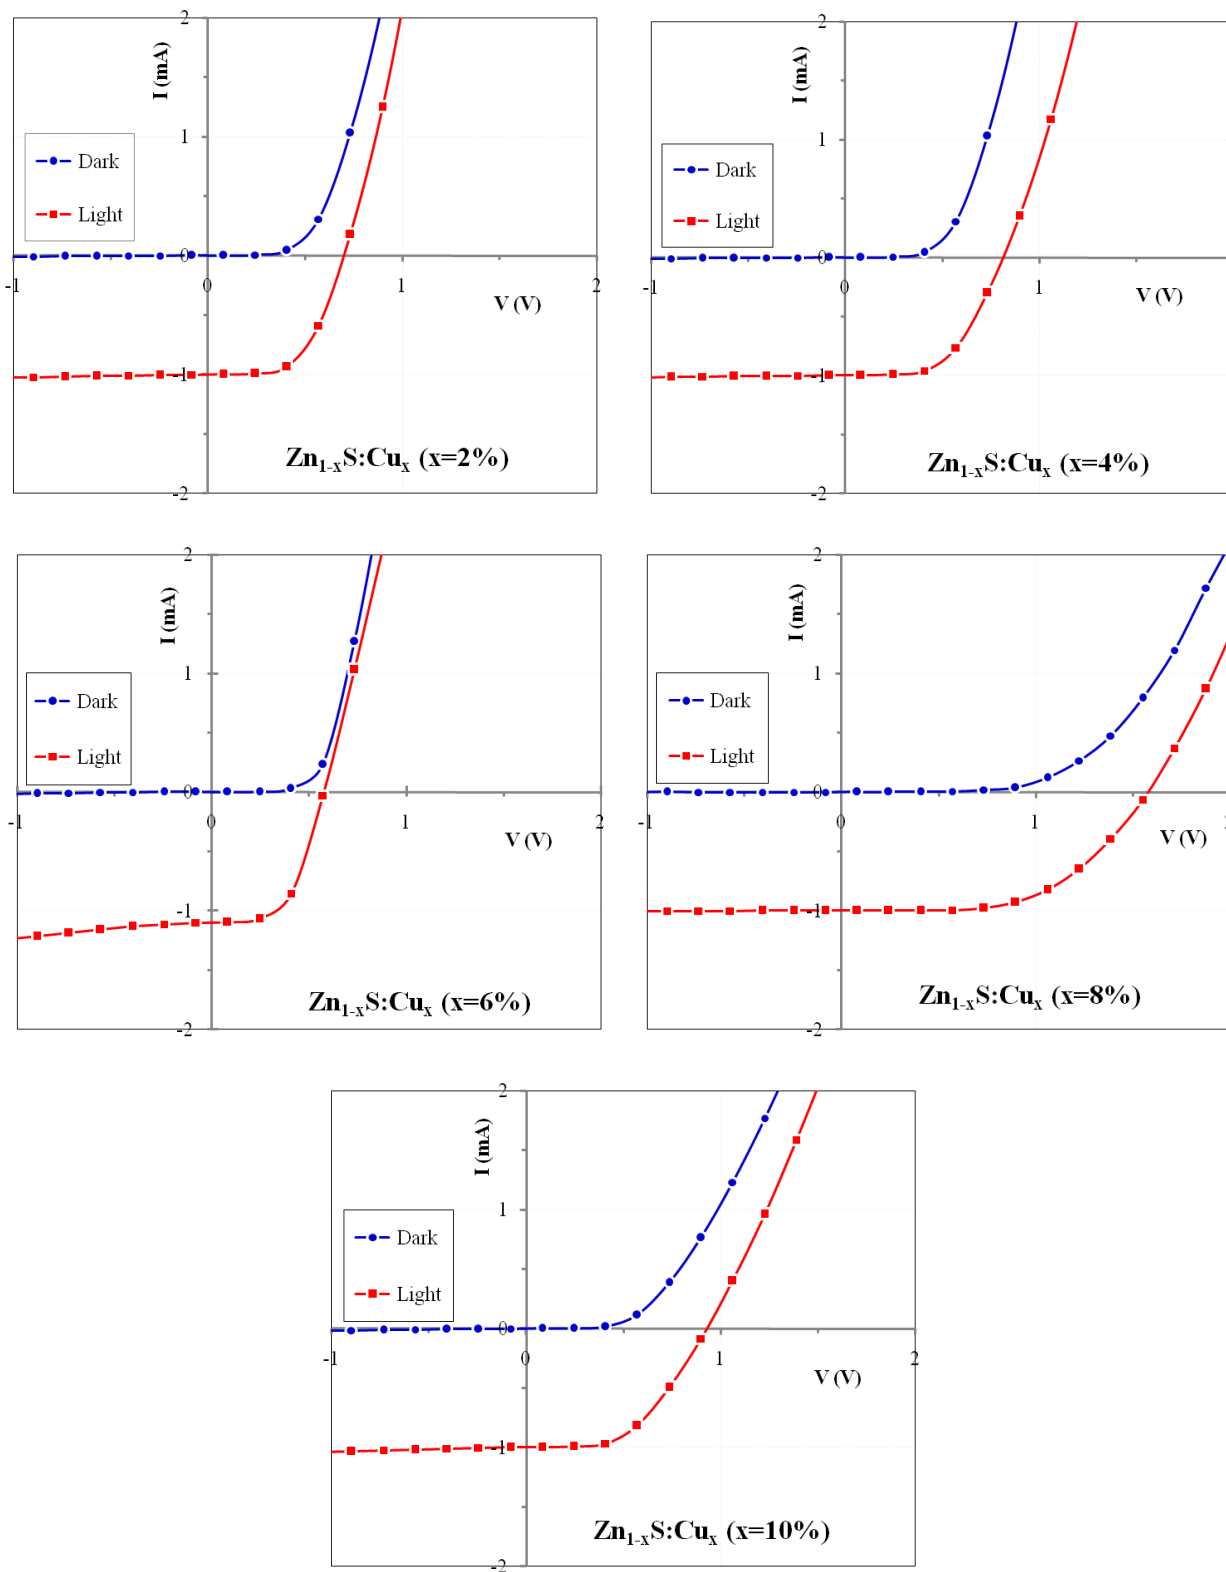 I (mA)
2
1
0
-1
-2
-1
0
1
2
V (V)
Dark
Light
Zn1-xS:Cux (x=2%)
I (mA)
2
1
0
-1
-2
-1
0
1
V (V)
Dark
Light
Zn1-xS:Cux (x=4%)
I (mA)
2
1
0
-1
-2
-1
0
1
2
V (V)
Dark
Light
Zn1-xS:Cux (x=6%)
I (mA)
2
1
0
-1
-2
-1
0
1
V (V)
Dark
Light
Zn1-xS:Cux (x=8%)
I (mA)
2
1
0
-1
-2
-1
0
1
2
V (V)
Dark
Light
Zn1-xS:Cux (x=10%)